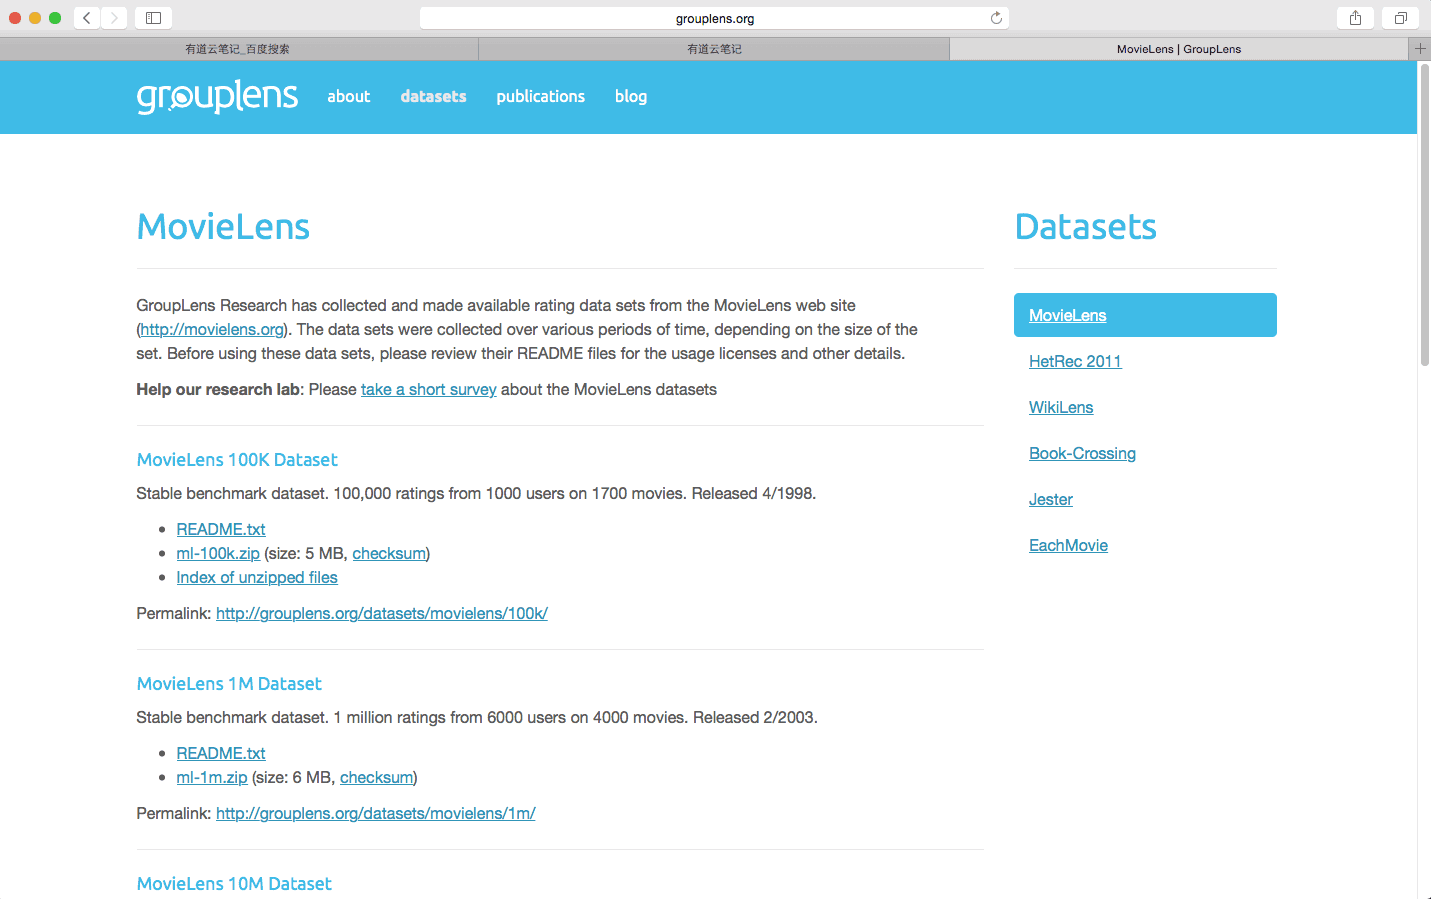 grouplens.org
有道云笔记_百度搜索
有道云笔记
MovieLens | GroupLens
grouplens
about
datasets
publications
blog
MovieLens
GroupLens Research has collected and made available rating data sets from the MovieLens web site
(http://movielens.org). The data sets were collected over various periods of time, depending on the size of the
set. Before using these data sets, please review their README files for the usage licenses and other details.
Help our research lab: Please take a short survey about the MovieLens datasets
MovieLens 100K Dataset
Stable benchmark dataset. 100,000 ratings from 1000 users on 1700 movies. Released 4/1998.
README.txt
ml-100k.zip (size: 5 MB, checksum)
Index of unzipped files
Permalink: http://grouplens.org/datasets/movielens/100k/
MovieLens 1M Dataset
Stable benchmark dataset. 1 million ratings from 6000 users on 4000 movies. Released 2/2003.
README.txt
ml-1m.zip (size: 6 MB, checksum)
Permalink: http://grouplens.org/datasets/movielens/1m/
MovieLens 10M Dataset
Datasets
MovieLens
HetRec 2011
WikiLens
Book-Crossing
Jester
EachMovie